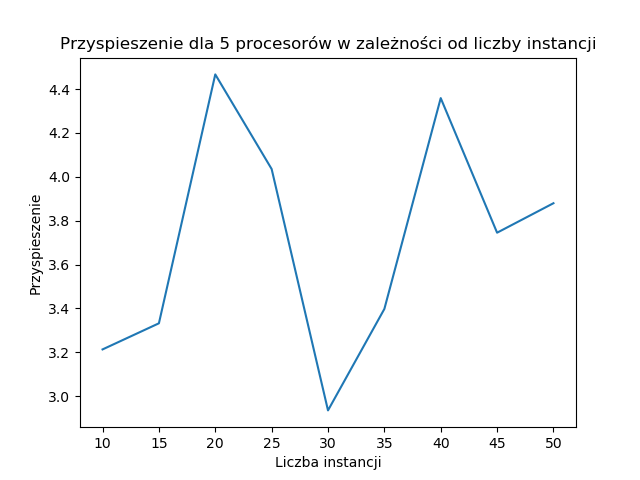 Przyspieszenie dla 5 procesorów w zależności od liczby instancji
4.4
4.2
4.0
3.8
3.6
3.4
3.2
3.0
Przyspieszenie
10 15 20 25 30 35 40 45 50
Liczba instancji